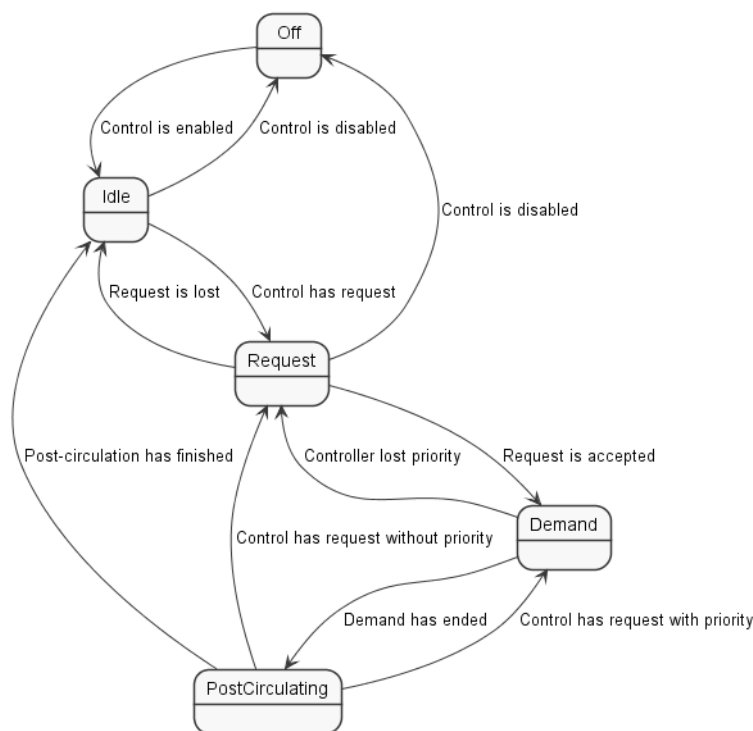 Off
Control is enabled
Control is disabled
Idle
Control is disabled
Request is lost
Control has request
Request
Post-circulation has finished
Controller lost priority
Request is accepted
Demand
Control has request without priority
Demand has ended
Control has request with priority
PostCirculating